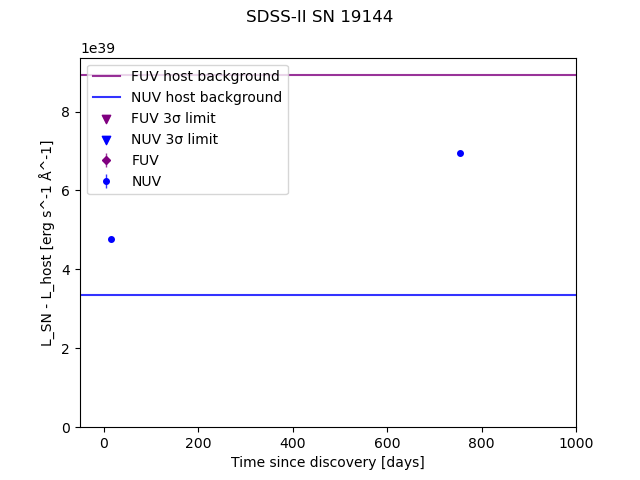 SDSS-II SN 19144
1e39
FUV host background
NUV host background
FUV 3σ limit
NUV 3σ limit
FUV
NUV
8
6
4
2
0
L_SN - L_host [erg s^-1 Å^-1]
0 200 400 600 800 1000
Time since discovery [days]